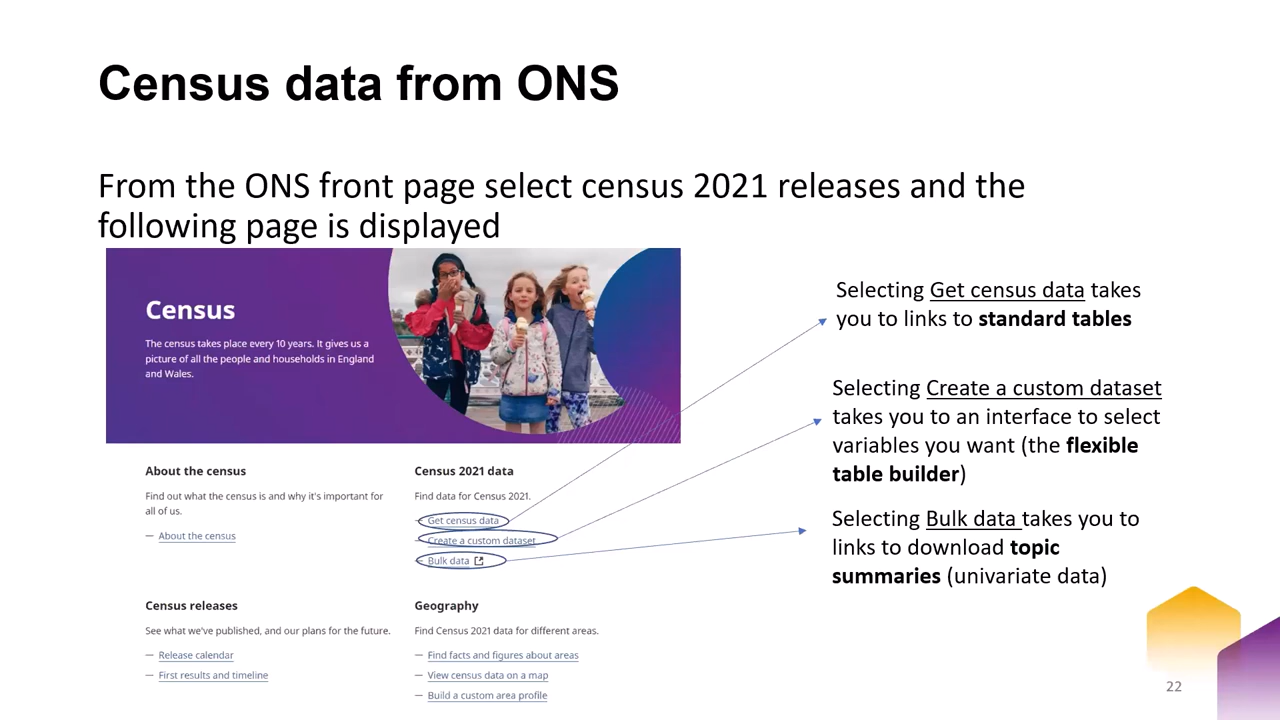 Census data from ONS
From the ONS front page select census 2021 releases and the
following page is displayed
Census
The census takes place every 10 years. It gives us a
picture of all the people and households in England
and Wales.
About the census
Find out what the census is and why it's important for
all of us.
— About the census
Census 2021 data
Find data for Census 2021.
— Get census data
— Create a custom dataset
— Bulk data
Census releases
See what we've published, and our plans for the future.
— Release calendar
— First results and timeline
Geography
Find Census 2021 data for different areas.
— Find facts and figures about areas
— View census data on a map
— Build a custom area profile
Selecting Get census data takes
you to links to standard tables
Selecting Create a custom dataset
takes you to an interface to select
variables you want (the flexible
table builder)
Selecting Bulk data takes you to
links to download topic
summaries (univariate data)
22